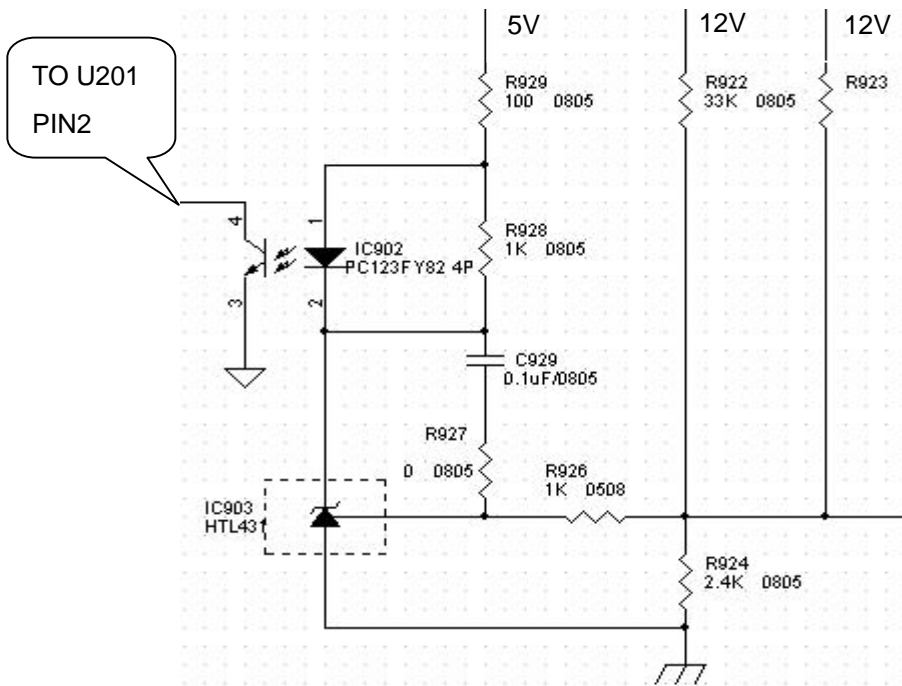 5V
12V
12V
TO U201
PIN2
R929
100 0805
R922
33K 0805
R923
4
1
IC902
PC123FY82 4P
R928
1K 0805
3
2
C929
0.1uF/0805
R927
0 0805
R926
1K 0508
IC903
HTL431
R924
2.4K 0805